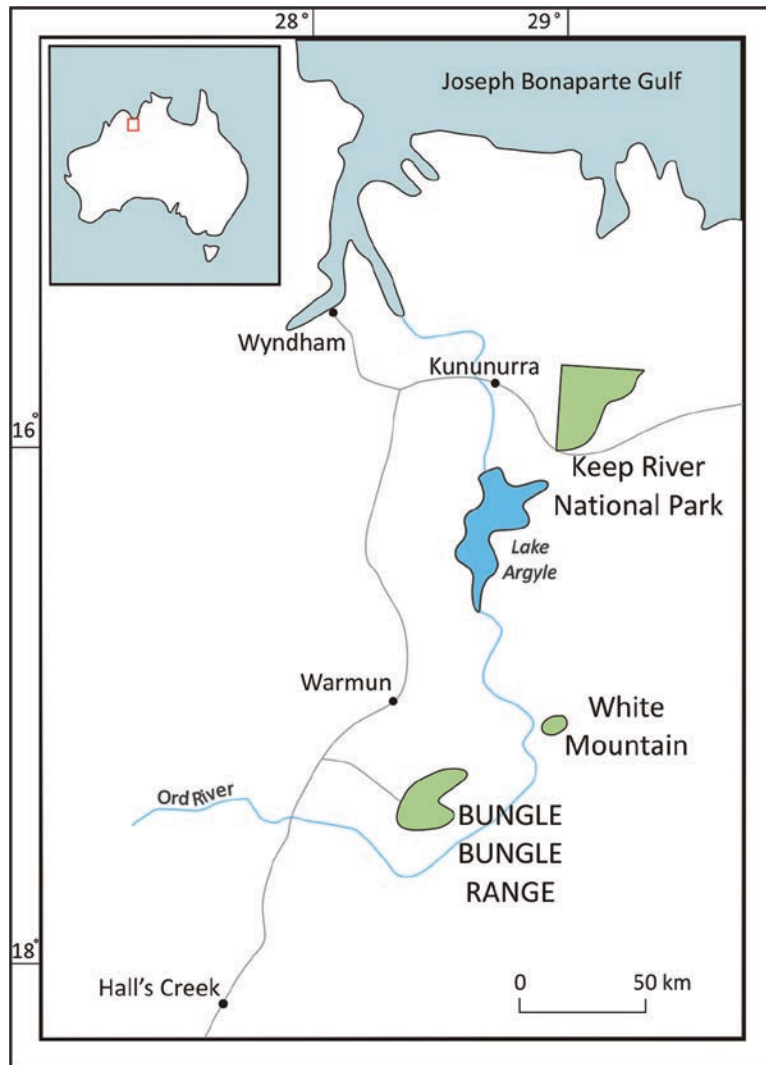 28°
29°
Joseph Bonaparte Gulf
Wyndham
Kununurra
16°
Keep River
National Park
Lake
Argyle
Warmun
White
Mountain
Ord River
BUNGLE
BUNGLE
RANGE
18°
Hall's Creek
0
50 km